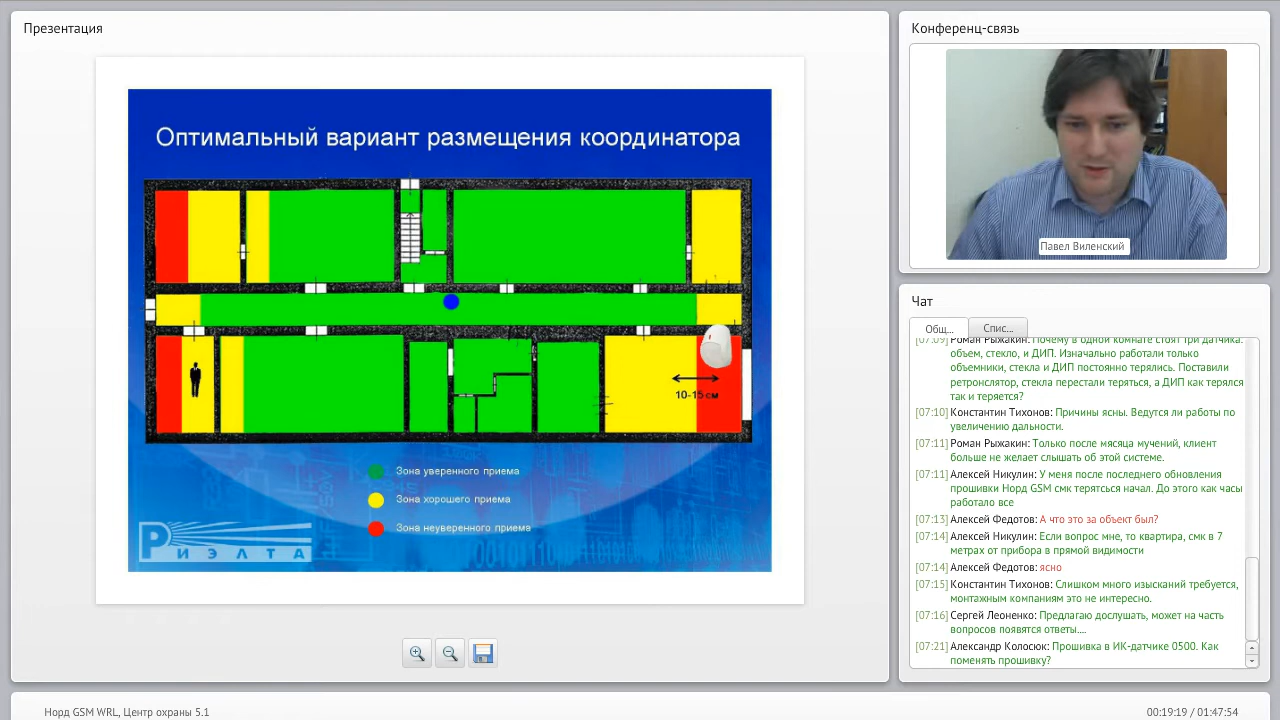 Презентация
Оптимальный вариант размещения координатора
10-15 см
Зона уверенного приема
Зона хорошего приема
Зона неуверенного приема
РИЭЛТА
Конференц-связь
Павел Виленский
Чат
Общ...
Спис...
[07:09] Роман Рыжакин: Почему в одной комнате стоят три датчика:
объем, стекло, и ДИП. Изначально работали только
объемники, стекла и ДИП постоянно терялись. Поставили
ретронслятор, стекла перестали теряться, а ДИП как терялся
так и теряется?
[07:10] Константин Тихонов: Причины ясны. Ведутся ли работы по
увеличению дальности.
[07:11] Роман Рыжакин: Только после мясяца мучений, клиент
больше не желает слышать об этой системе.
[07:11] Алексей Никулин: У меня после последнего обновления
прошивки Норд GSM смк терятсься начал. До этого как часы
работало все
[07:13] Алексей Федотов: А что это за объект был?
[07:14] Алексей Никулин: Если вопрос мне, то квартира, смк в 7
метрах от прибора в прямой видимости
[07:14] Алексей Федотов: ясно
[07:15] Константин Тихонов: Слишком много изысканий требуется,
монтажным компаниям это не интересно.
[07:16] Сергей Леоненко: Предлагаю дослушать, может на часть
вопросов появятся ответы....
[07:21] Александр Колосюк: Прошивка в ИК-датчике 0500. Как
поменять прошивку?
Норд GSM WRL, Центр охраны 5.1
00:19:19 / 01:47:54